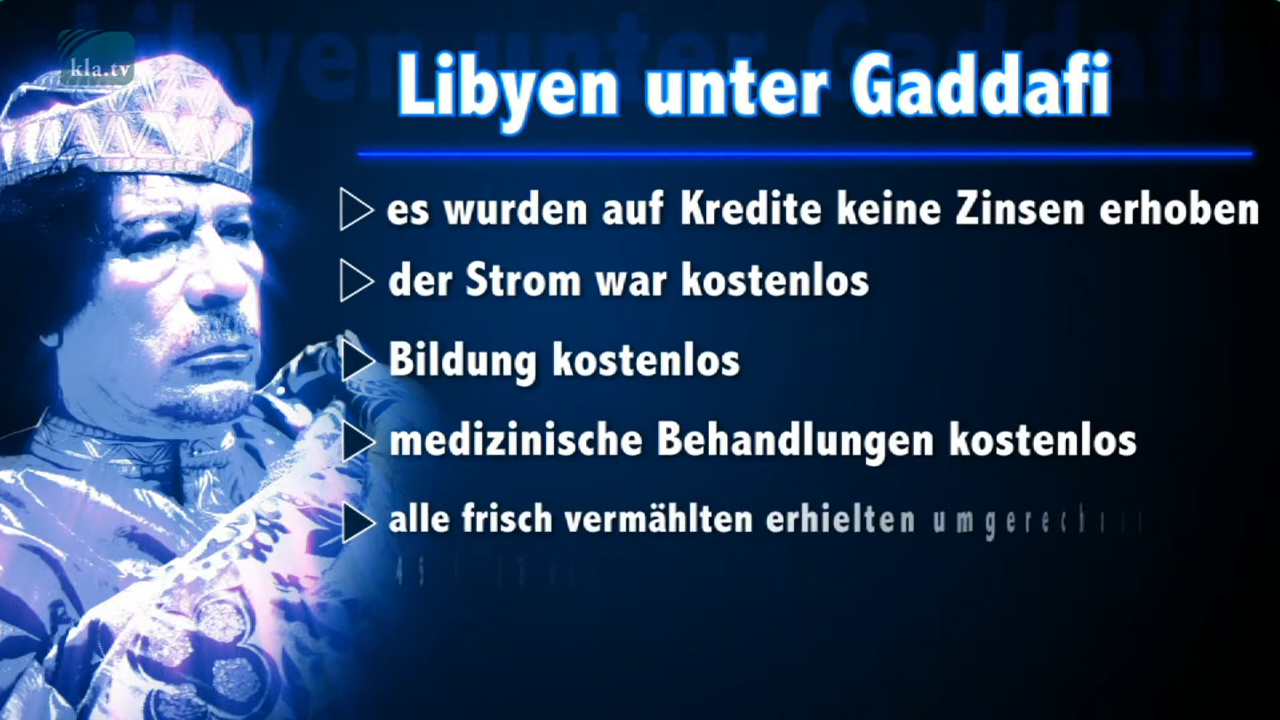 kla.tv
Libyen unter Gaddafi
es wurden auf Kredite keine Zinsen erhoben
der Strom war kostenlos
Bildung kostenlos
medizinische Behandlungen kostenlos
alle frisch vermählten erhielten